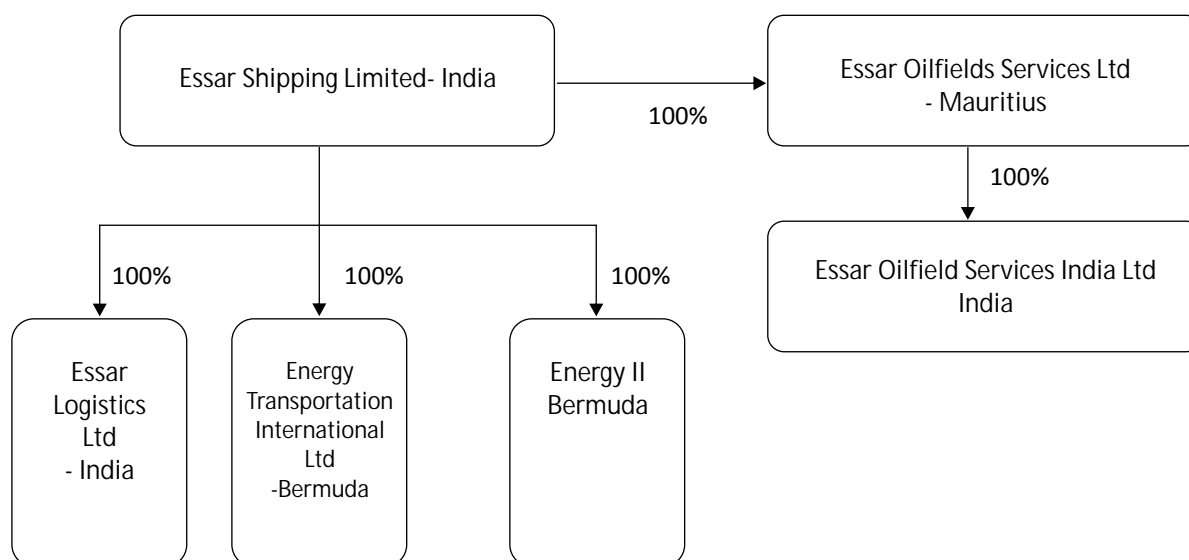 Essar Shipping Limited- India
100%
Essar Oilfields Services Ltd
- Mauritius
100%
Essar Oilfield Services India Ltd
India
100%
100%
100%
Essar
Logistics
Ltd
- India
Energy
Transportation
International
Ltd
-Bermuda
Energy II
Bermuda